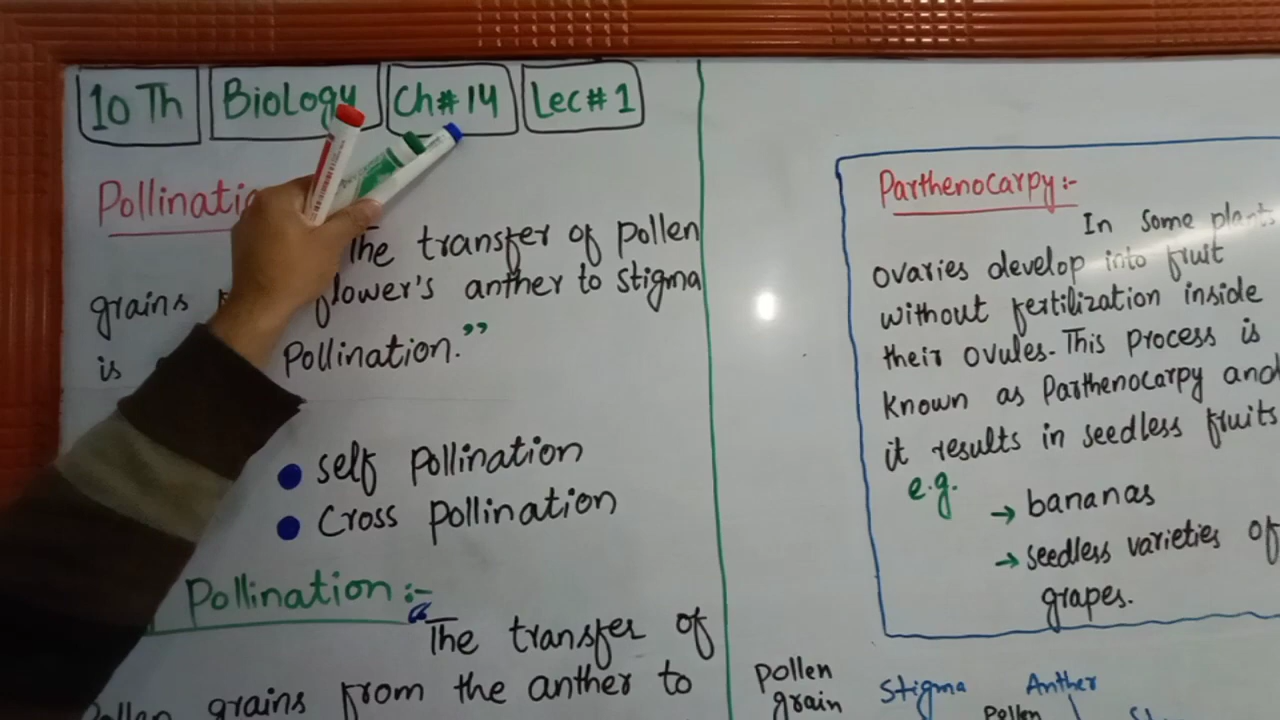 10 Th Biology Ch# 14 Lec# 1
Pollinatio
The transfer of pollen
grains flower's anther to stigma
is Pollination.”
● Self Pollination
● Cross Pollination
Pollination :-
“The transfer of
Pollen grains from the anther to
Parthenocarpy:-
In some plants
ovaries develop into fruit
without fertilization inside
their ovules. This process is
known as Parthenocarpy and
it results in seedless fruits
e.g.
→ bananas
→ seedless varieties of
grapes.
Pollen
grain
Stigma Anther
Pollen